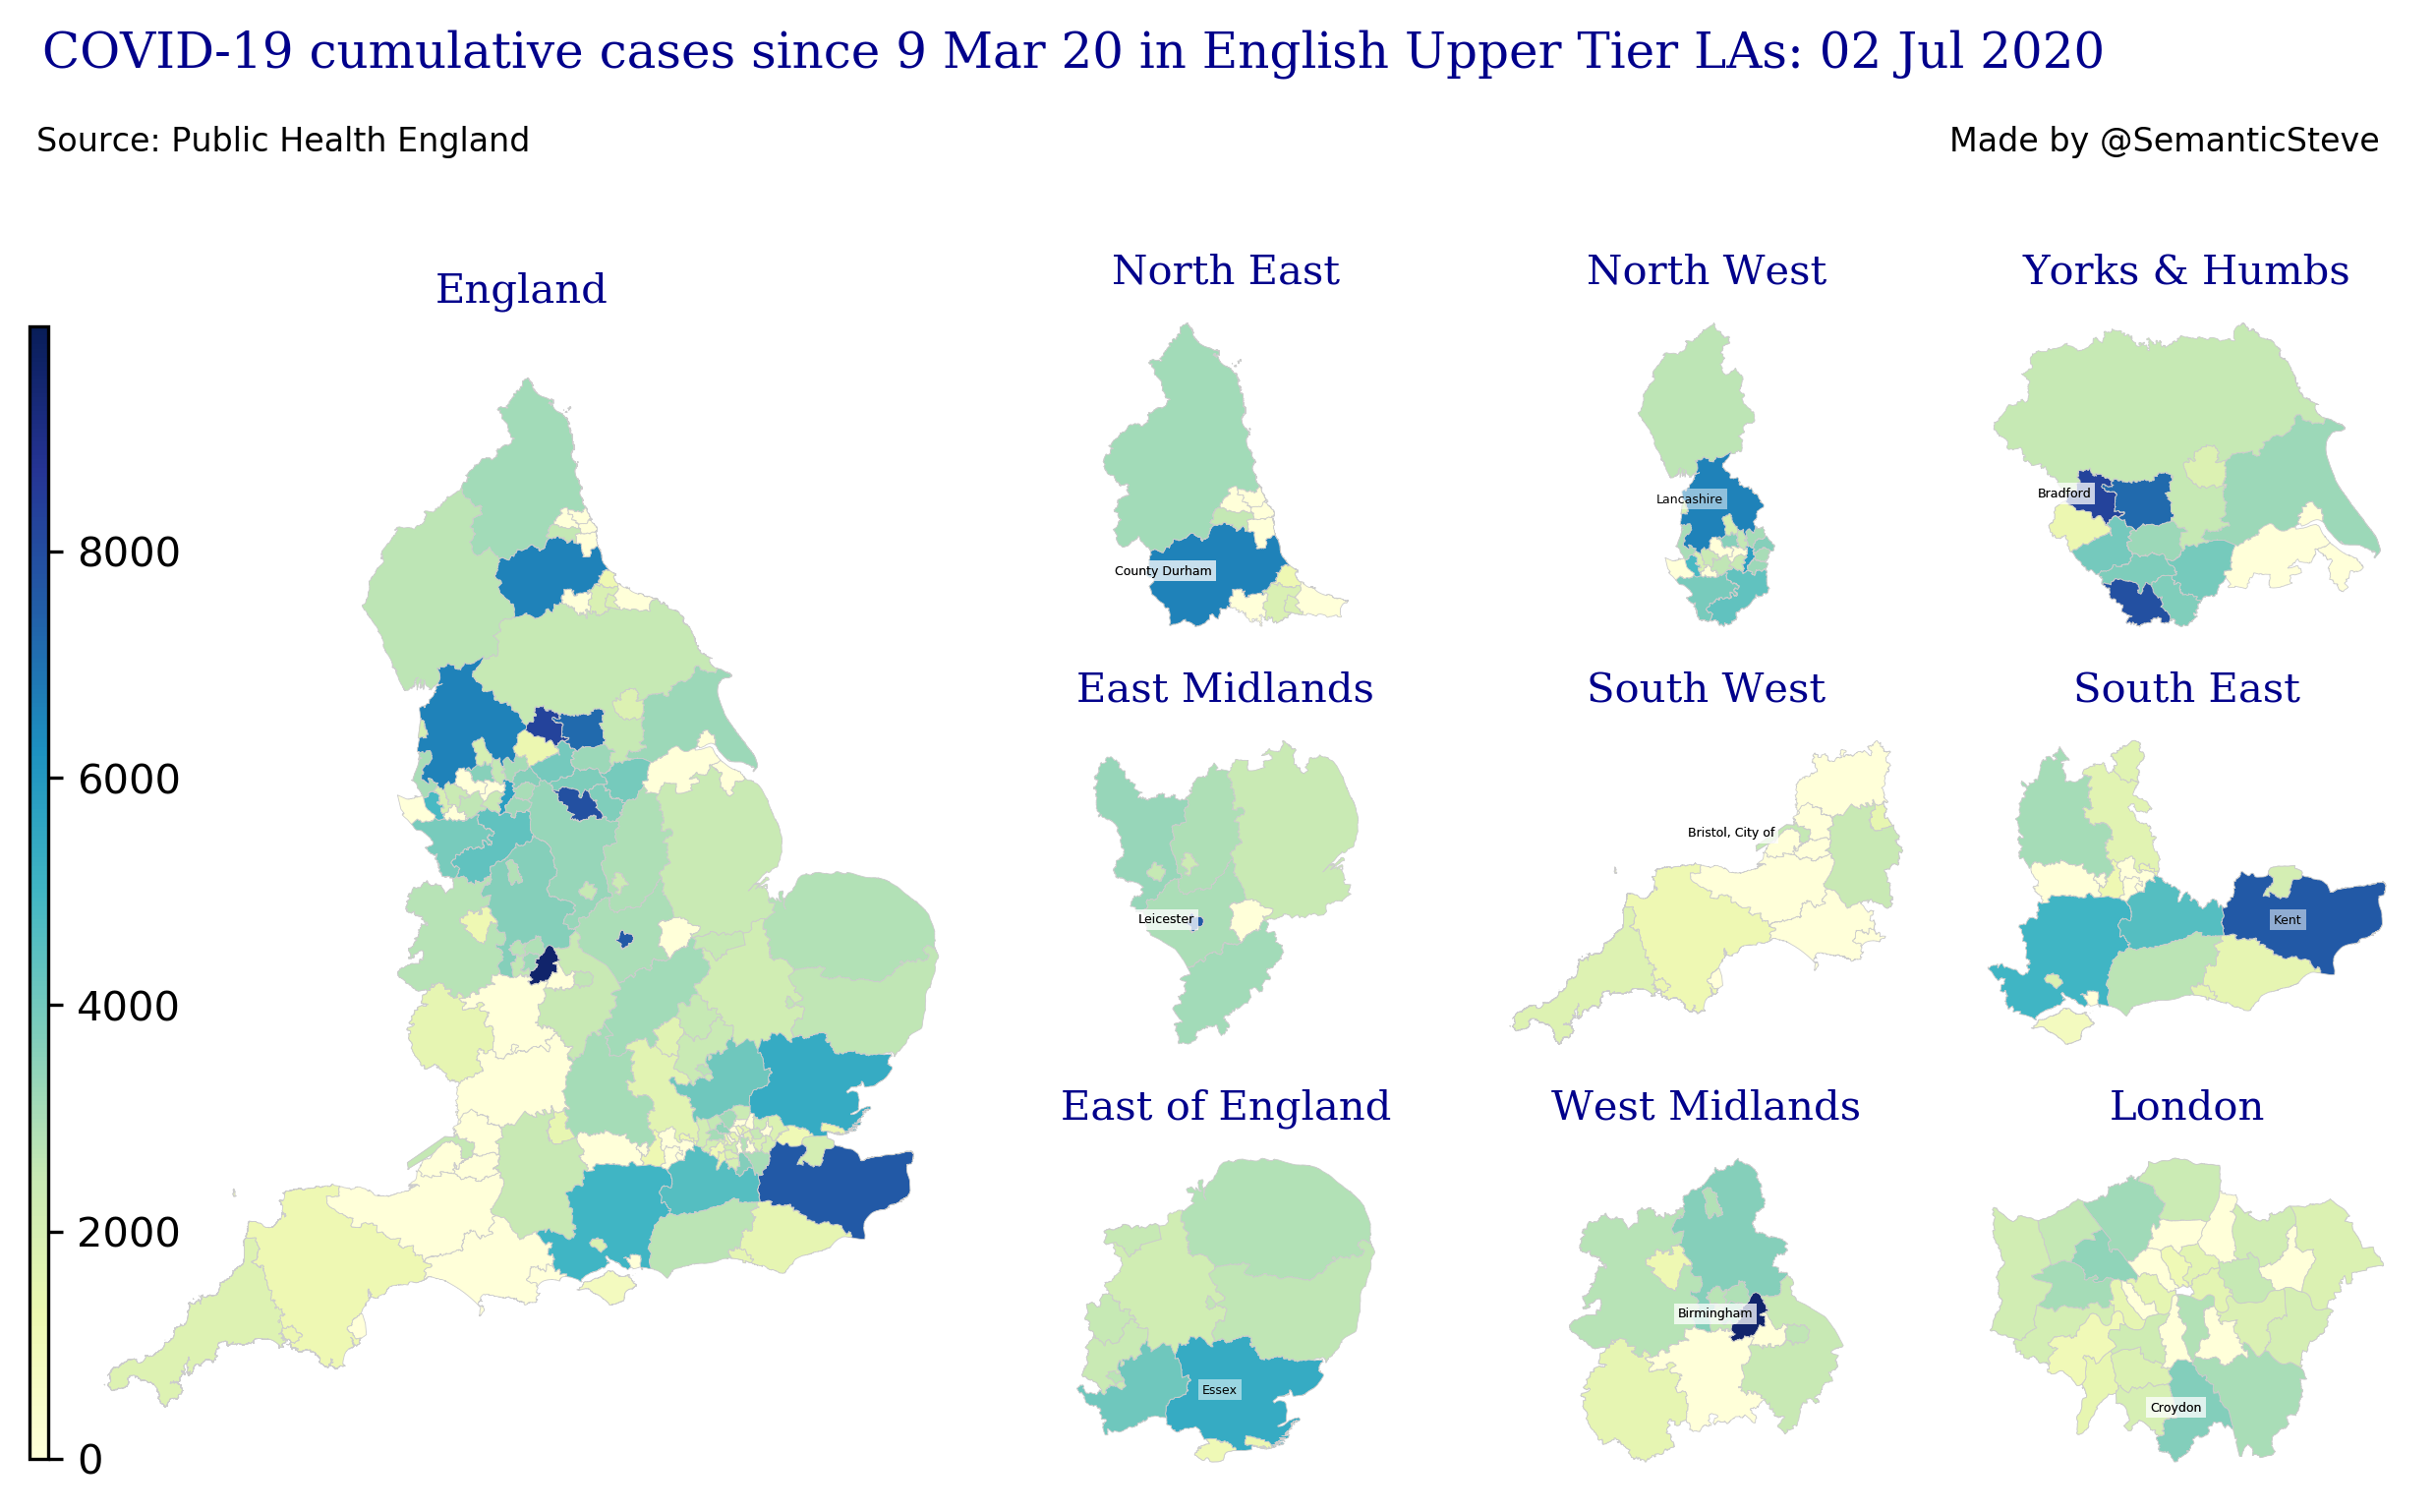 COVID-19 cumulative cases since 9 Mar 20 in English Upper Tier LAs: 02 Jul 2020
Source: Public Health England
Made by @SemanticSteve
England
8000
6000
4000
2000
0
North East
County Durham
North West
Lancashire
Yorks & Humbs
Bradford
East Midlands
Leicester
South West
Bristol, City of
South East
Kent
East of England
Essex
West Midlands
Birmingham
London
Croydon